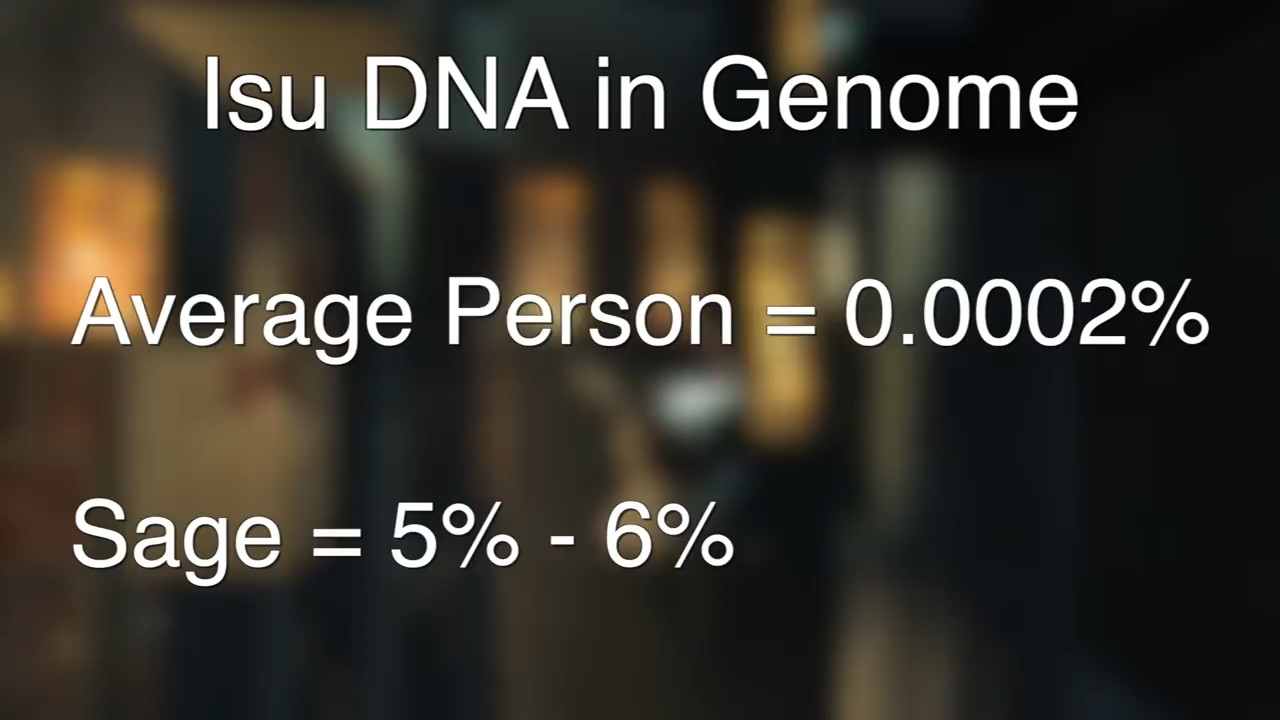 Isu DNA in Genome
Average Person = 0.0002%
Sage = 5% - 6%